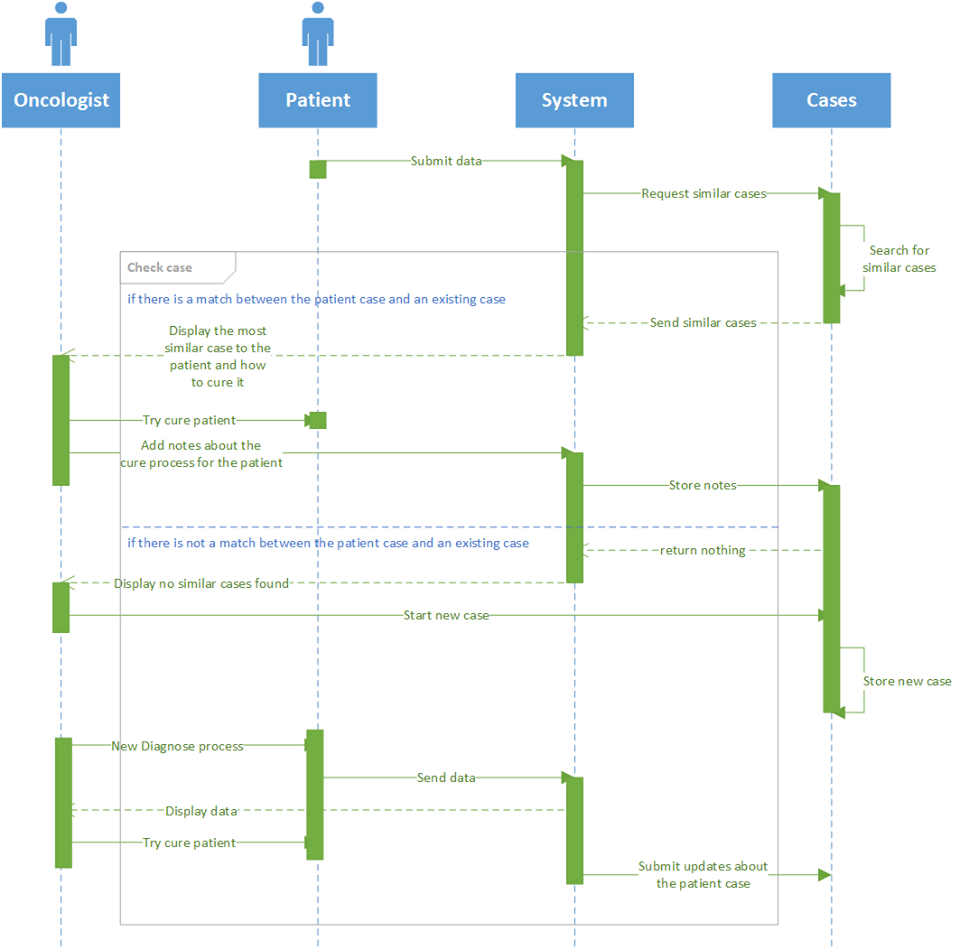 Oncologist
Patient
System
Cases
Submit data
Request similar cases
Search for
similar cases
Check case
if there is a match between the patient case and an existing case
Send similar cases
Display the most
similar case to the
patient and how
to cure it
Try cure patient
Add notes about the
cure process for the patient
Store notes
if there is not a match between the patient case and an existing case
return nothing
Display no similar cases found
Start new case
Store new case
New Diagnose process
Send data
Display data
Try cure patient
Submit updates about
the patient case